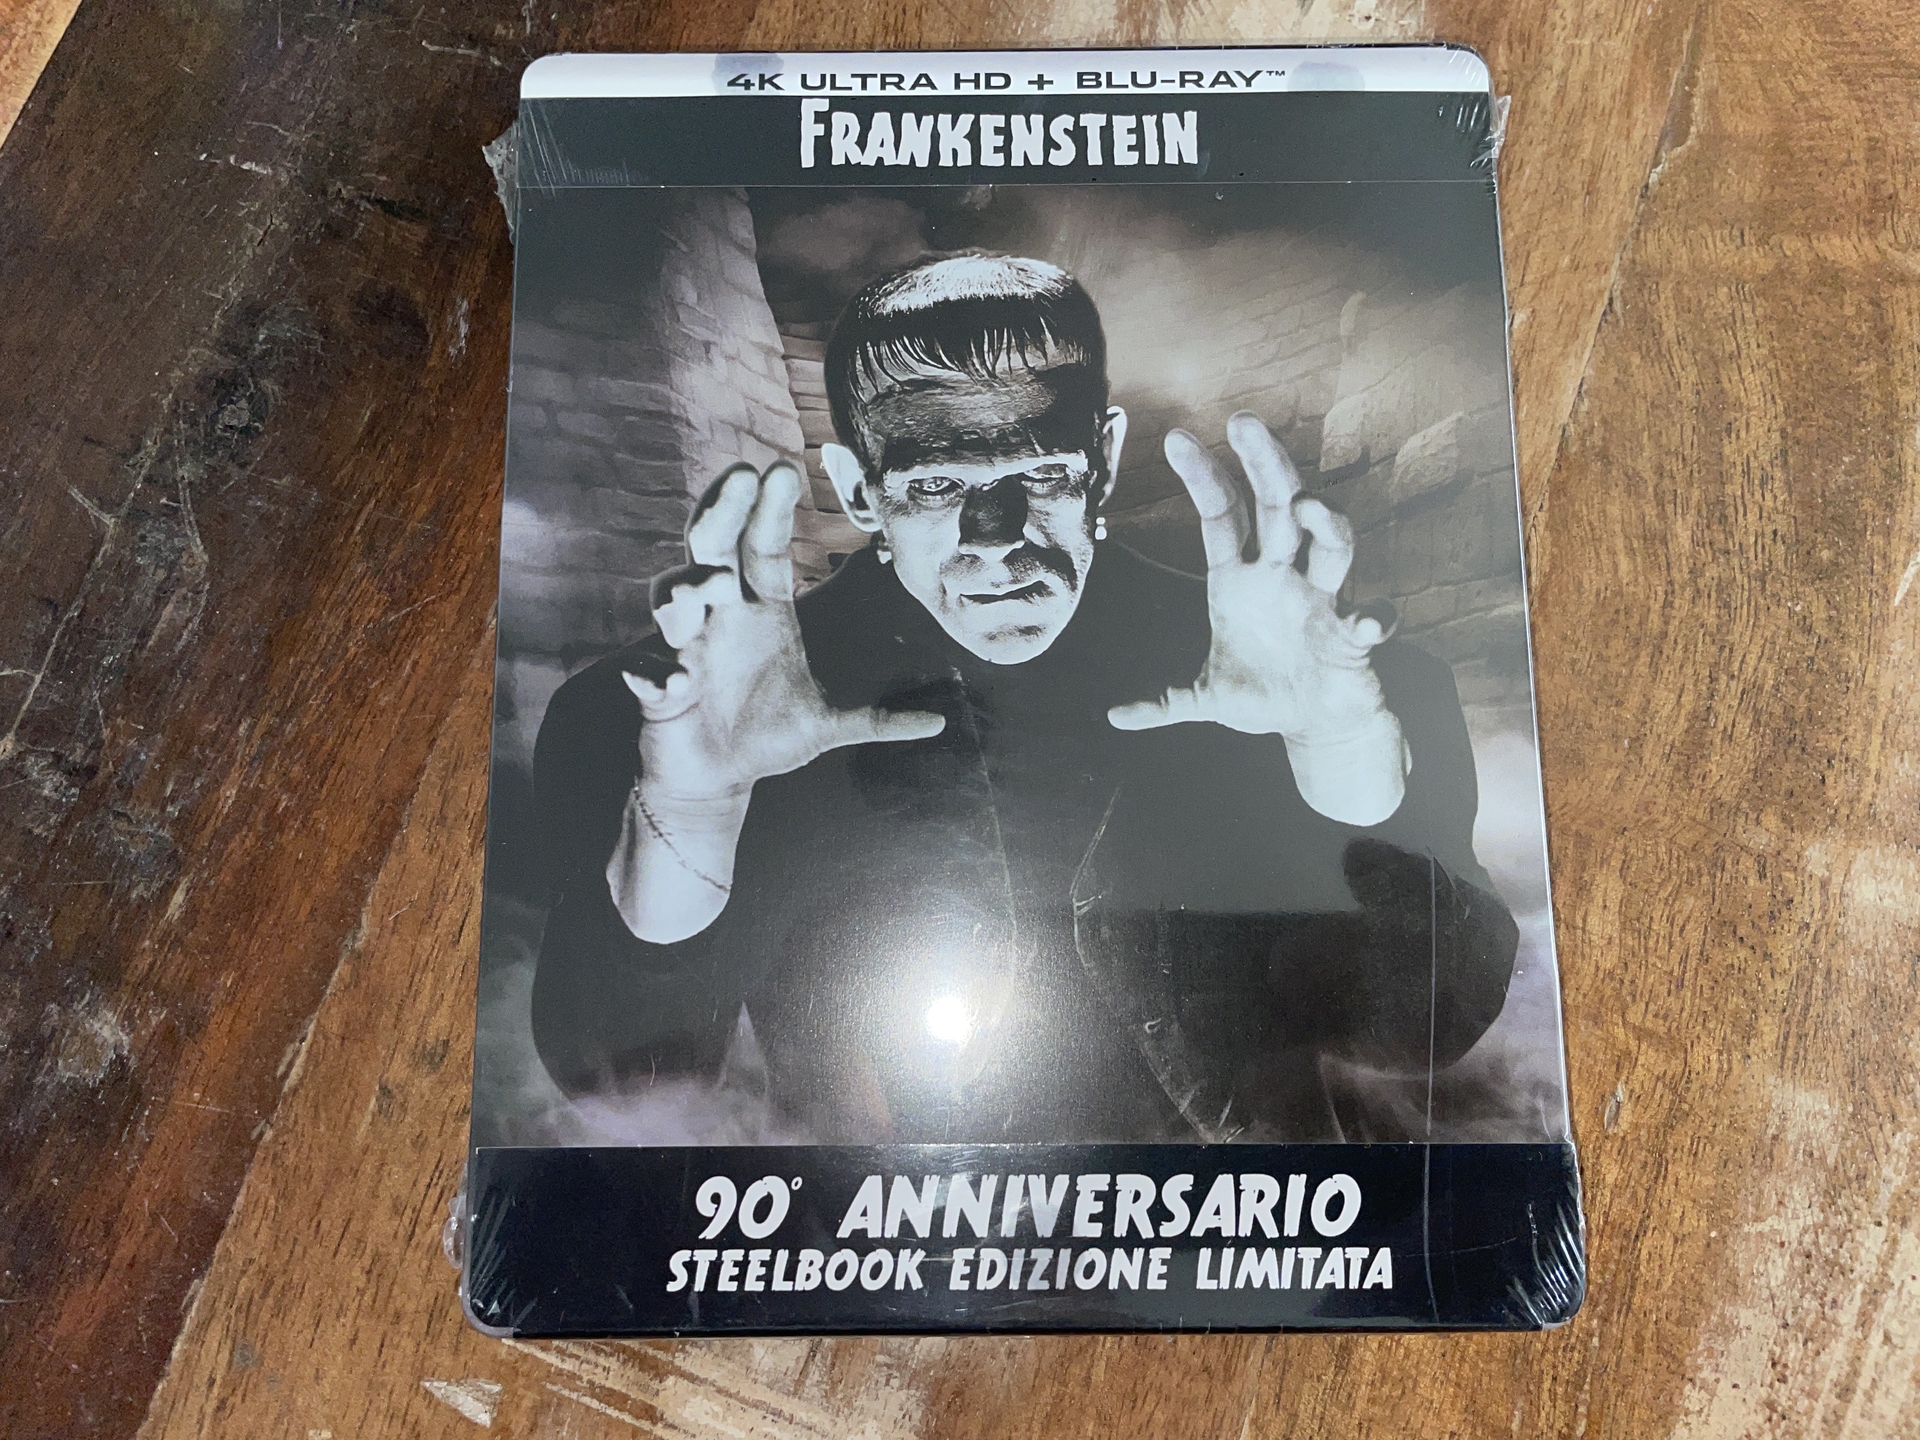 4K ULTRA HD + BLU-RAY™
FRANKENSTEIN
90° ANNIVERSARIO
STEELBOOK EDIZIONE LIMITATA